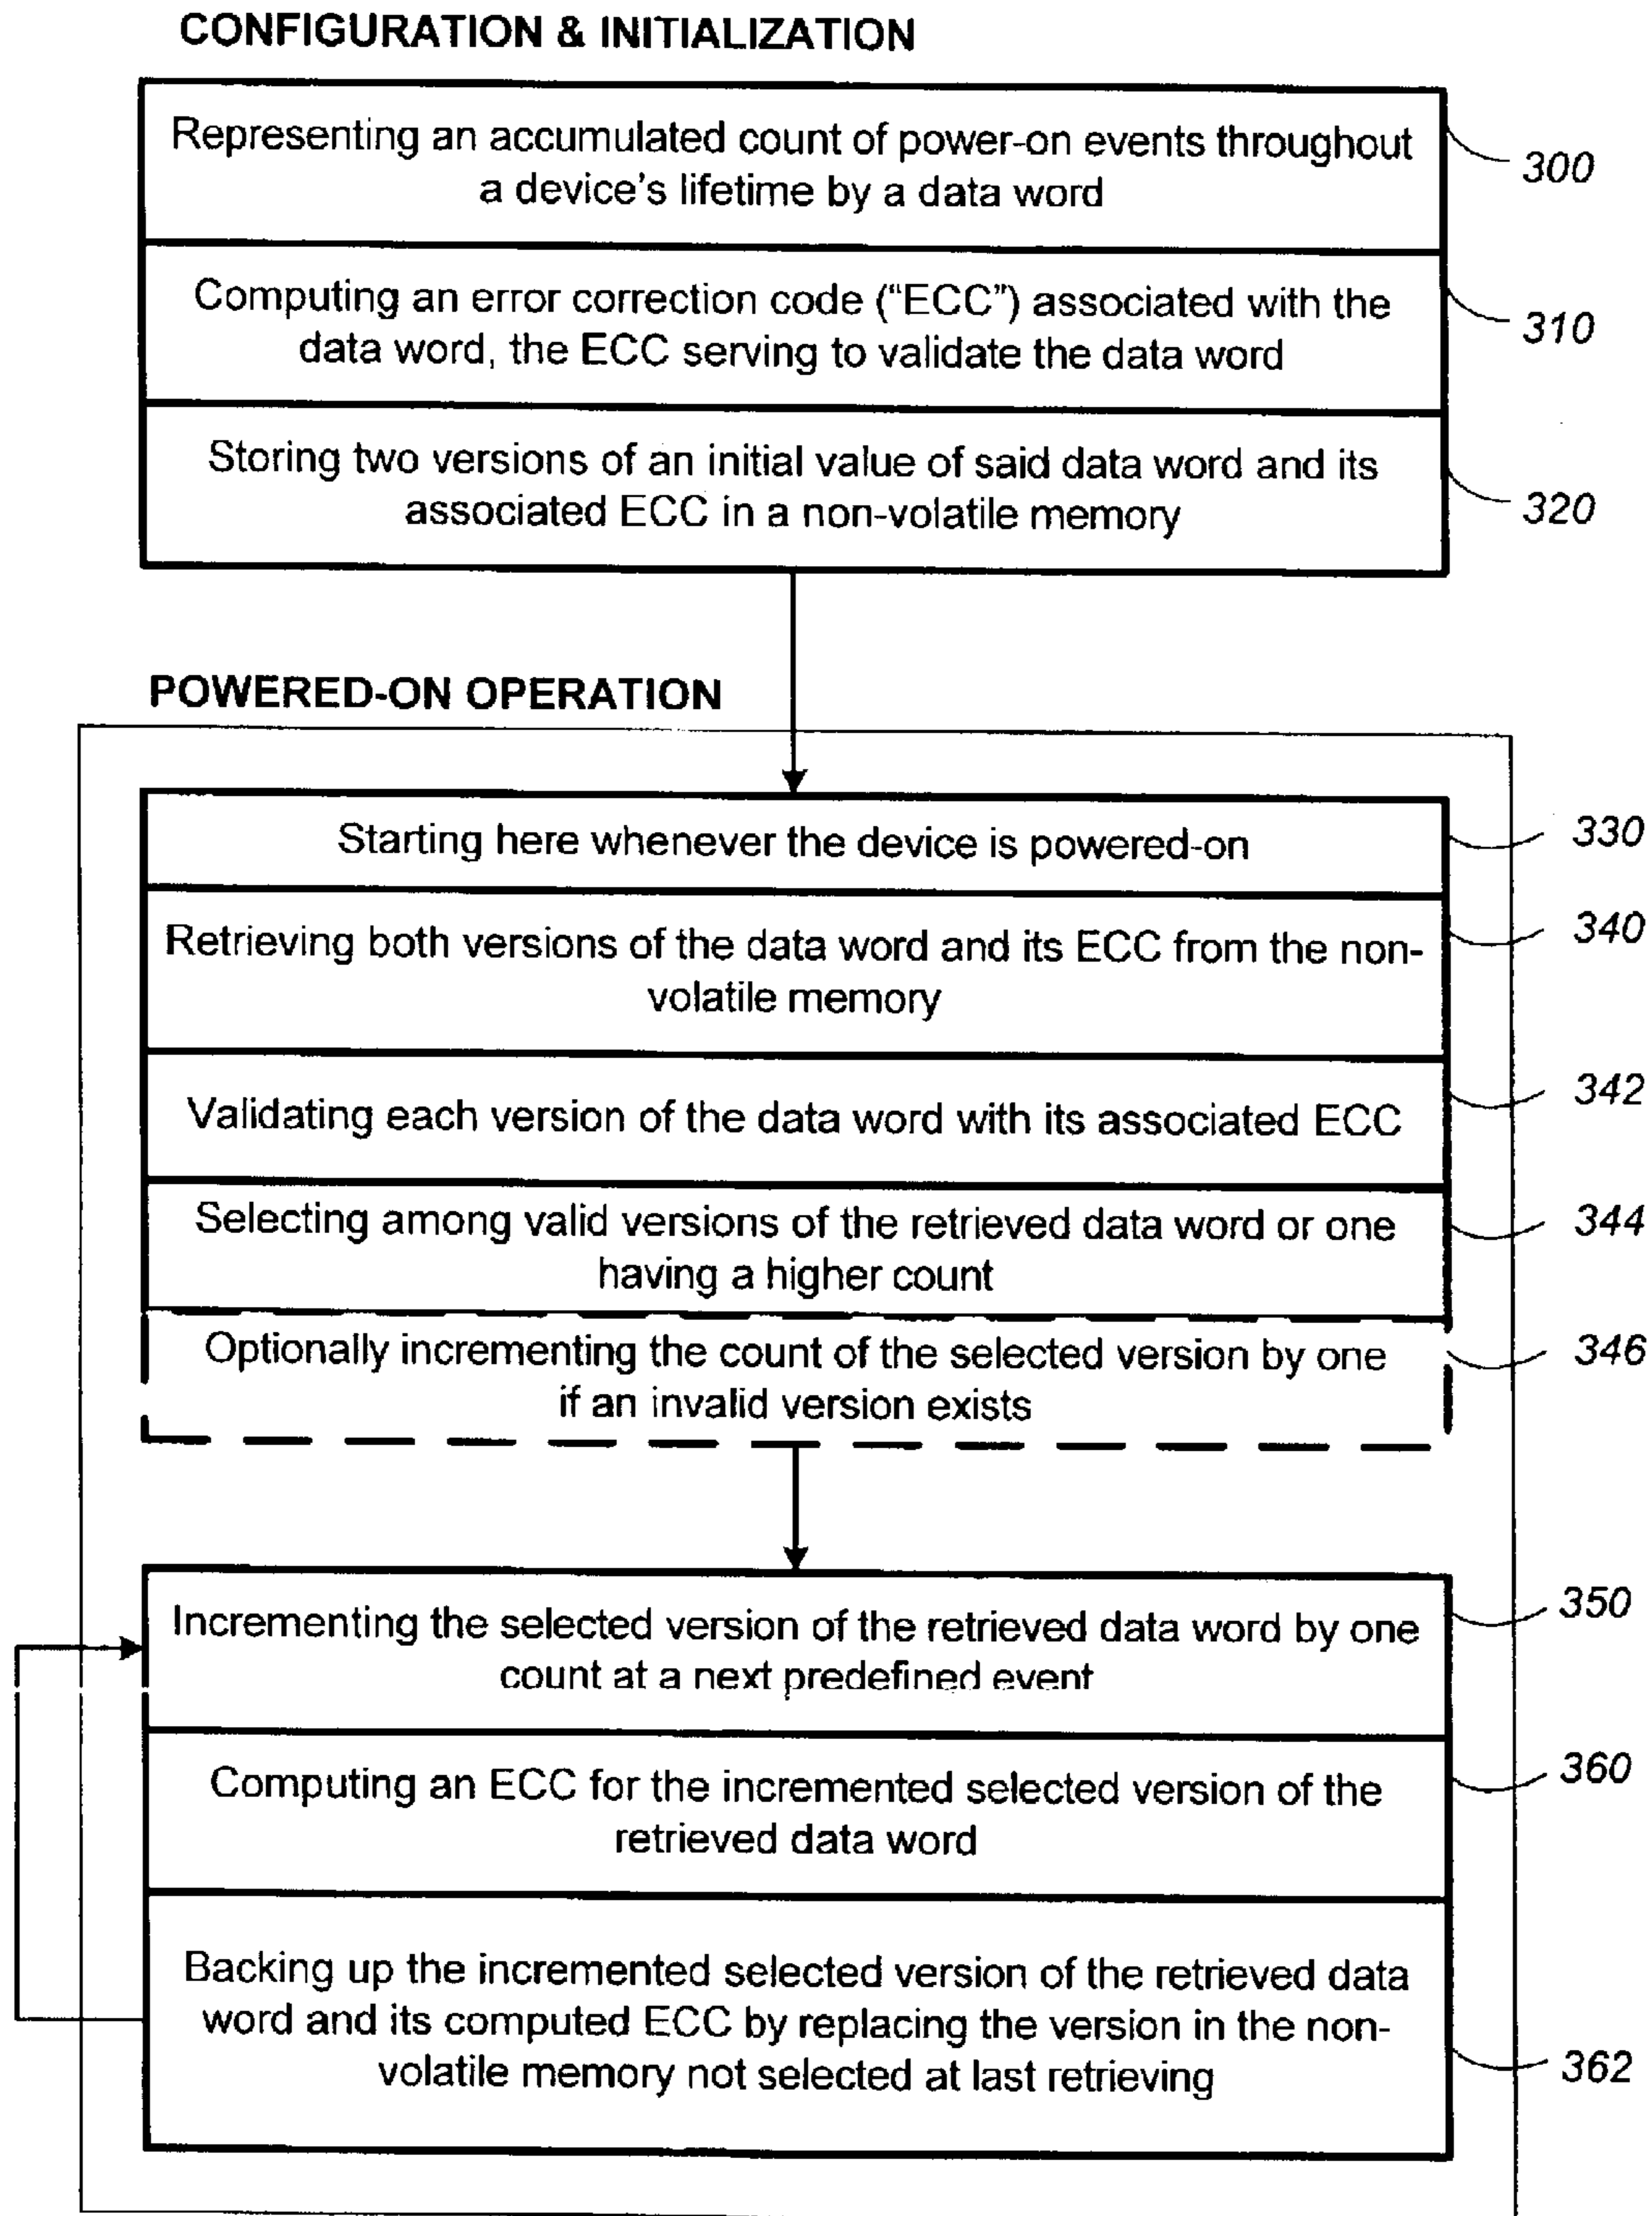 CONFIGURATION & INITIALIZATION
Representing an accumulated count of power-on events throughout
a device's lifetime by a data word
300
Computing an error correction code ("ECC") associated with the
data word, the ECC serving to validate the data word
310
Storing two versions of an initial value of said data word and its
associated ECC in a non-volatile memory
320
POWERED-ON OPERATION
Starting here whenever the device is powered-on
330
Retrieving both versions of the data word and its ECC from the non-
volatile memory
340
Validating each version of the data word with its associated ECC
342
Selecting among valid versions of the retrieved data word or one
having a higher count
344
Optionally incrementing the count of the selected version by one
if an invalid version exists
346
Incrementing the selected version of the retrieved data word by one
count at a next predefined event
350
Computing an ECC for the incremented selected version of the
retrieved data word
360
Backing up the incremented selected version of the retrieved data
word and its computed ECC by replacing the version in the non-
volatile memory not selected at last retrieving
362